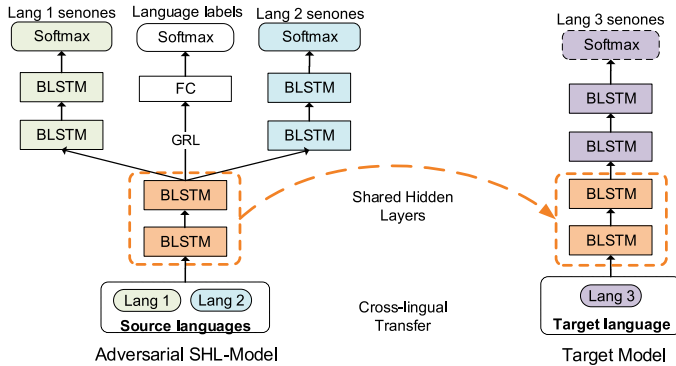 Lang 1 senones
Language labels
Lang 2 senones
Lang 3 senones
Softmax
Softmax
Softmax
Softmax
BLSTM
FC
BLSTM
BLSTM
BLSTM
GRL
BLSTM
BLSTM
BLSTM
BLSTM
Shared Hidden
Layers
BLSTM
BLSTM
BLSTM
Lang 1
Lang 2
Source languages
Cross-lingual
Transfer
Lang 3
Target language
Adversarial SHL-Model
Target Model